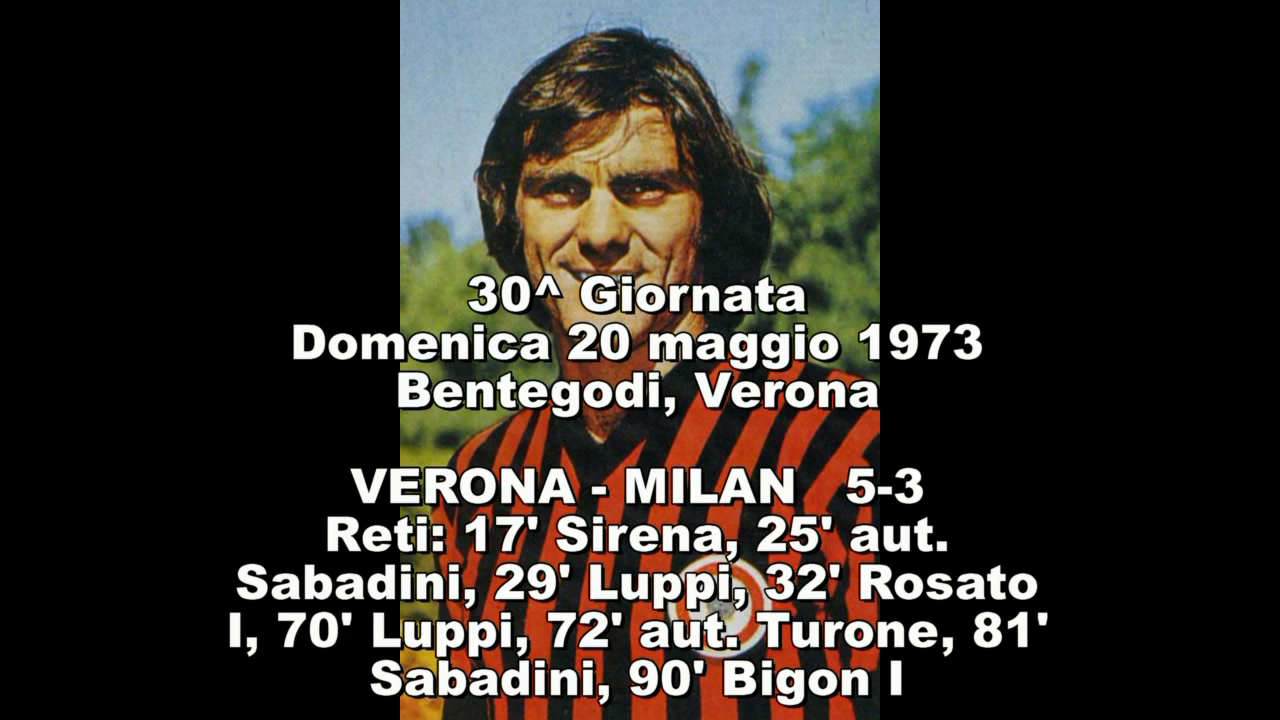 30^ Giornata
Domenica 20 maggio 1973
Bentegodi, Verona
VERONA - MILAN 5-3
Reti: 17' Sirena, 25' aut.
Sabadini, 29' Luppi, 32' Rosato
I, 70' Luppi, 72' aut. Turone, 81'
Sabadini, 90' Bigon I